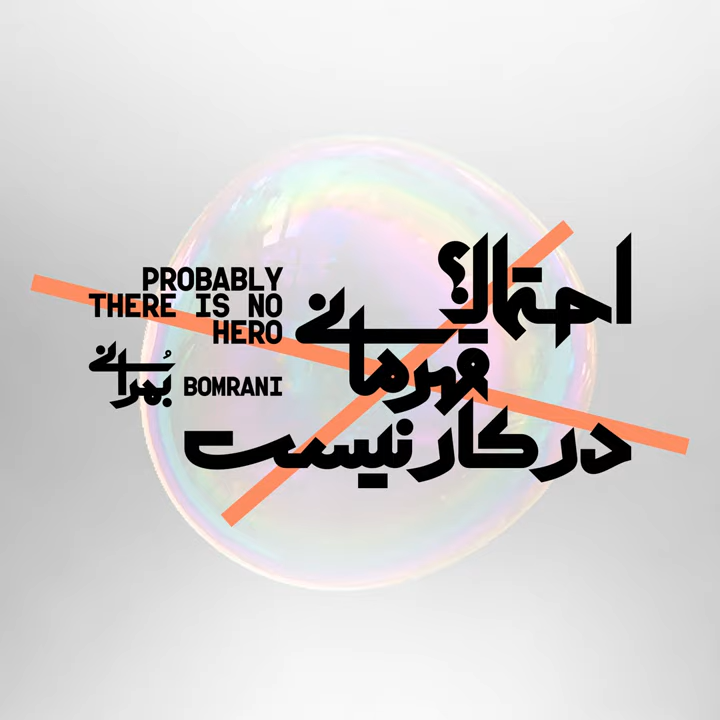 احتمالا؟
قهرمانی
در کار نیست
PROBABLY
THERE IS NO
HERO
بُمرانی BOMRANI